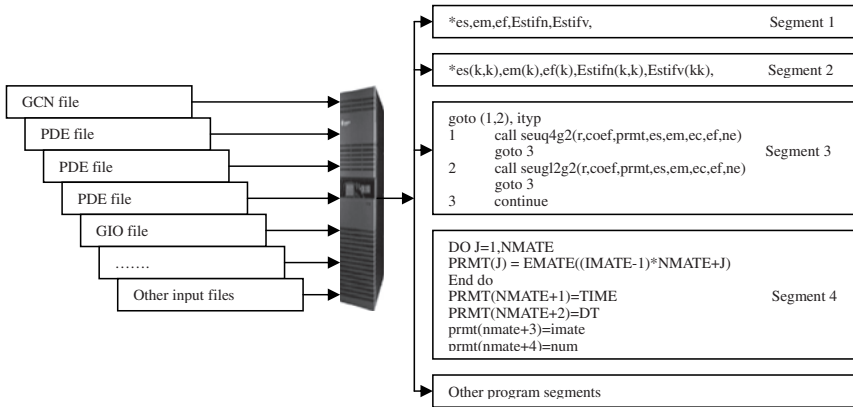 GCN file
PDE file
PDE file
PDE file
GIO file
…….
Other input files
*es,em,ef,Estifn,Estifv,
Segment 1
*es(k,k),em(k),ef(k),Estifn(k,k),Estifv(kk),
Segment 2
goto (1,2), ityp
1 call seuq4g2(r,coef,prmt,es,em,ec,ef,ne)
goto 3
2 call seugl2g2(r,coef,prmt,es,em,ec,ef,ne)
goto 3
3 continue
Segment 3
DO J=1,NMATE
PRMT(J) = EMATE((IMATE-1)*NMATE+J)
End do
PRMT(NMATE+1)=TIME
PRMT(NMATE+2)=DT
prmt(nmate+3)=imate
prmt(nmate+4)=num
Segment 4
Other program segments